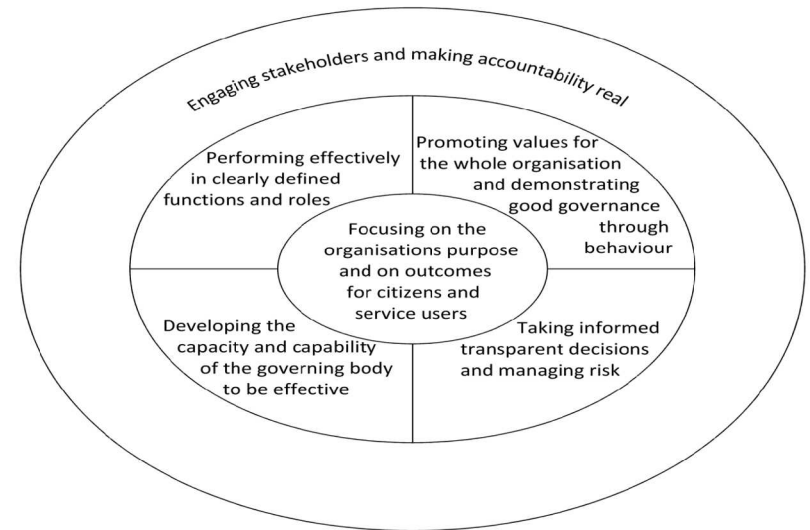 Engaging stakeholders and making accountability real
Performing effectively
in clearly defined
functions and roles
Promoting values for
the whole organisation
and demonstrating
good governance
through
behaviour
Focusing on the
organisations purpose
and on outcomes
for citizens and
service users
Developing the
capacity and capability
of the governing body
to be effective
Taking informed
transparent decisions
and managing risk